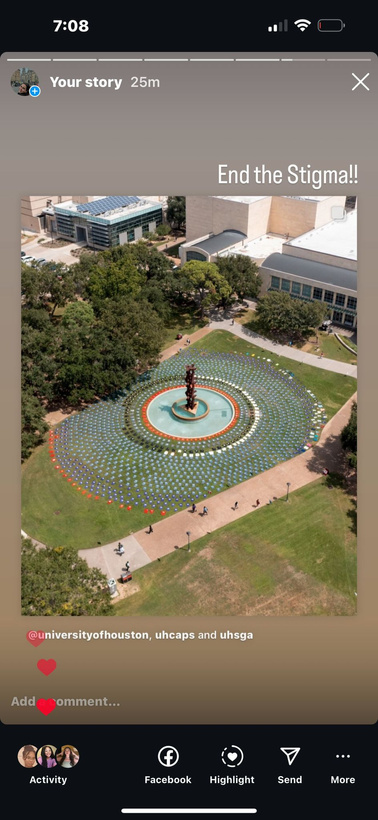 7:08
Your story 25m
End the Stigma!!
@universityofhouston, uhcaps and uhsga
Add comment...
Activity
Facebook
Highlight
Send
More